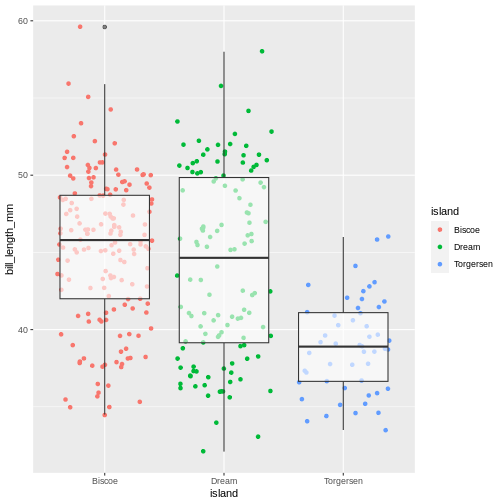 60
50
40
bill_length_mm
Biscoe
Dream
Torgersen
island
island
Biscoe
Dream
Torgersen